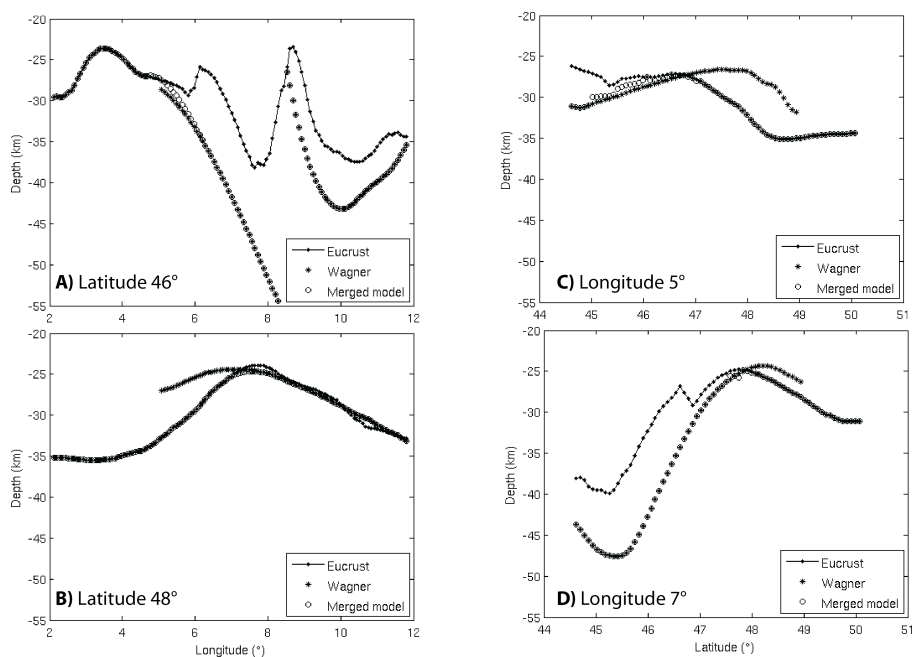 -20
-25
-30
-35
-40
-45
-50
-55
Depth (km)
2
4
6
8
10
12
A) Latitude 46°
Eucrust
Wagner
Merged model
-20
-25
-30
-35
-40
-45
-50
-55
Depth (km)
44
45
46
47
48
49
50
51
C) Longitude 5°
Eucrust
Wagner
Merged model
-20
-25
-30
-35
-40
-45
-50
-55
Depth (km)
2
4
6
8
10
12
Longitude (°)
B) Latitude 48°
Eucrust
Wagner
Merged model
-20
-25
-30
-35
-40
-45
-50
-55
Depth (km)
44
45
46
47
48
49
50
51
Latitude (°)
D) Longitude 7°
Eucrust
Wagner
Merged model